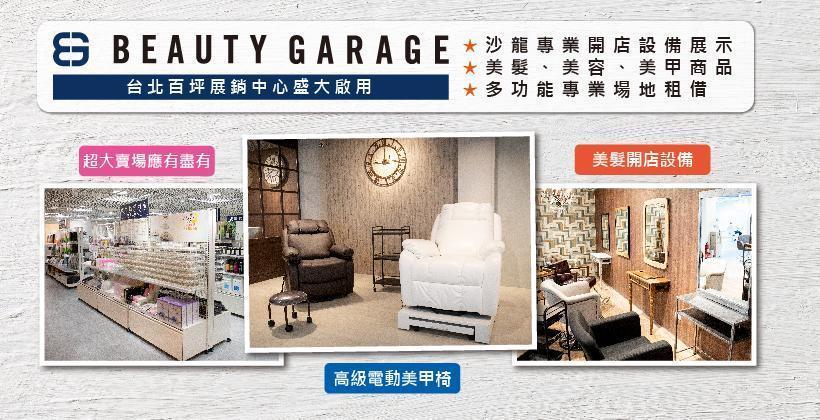 BEAUTY GARAGE
台北百坪展銷中心盛大啟用
★沙龍專業開店設備展示
★美髮、美容、美甲商品
★多功能專業場地租借
超大賣場應有盡有
美髮開店設備
高級電動美甲椅